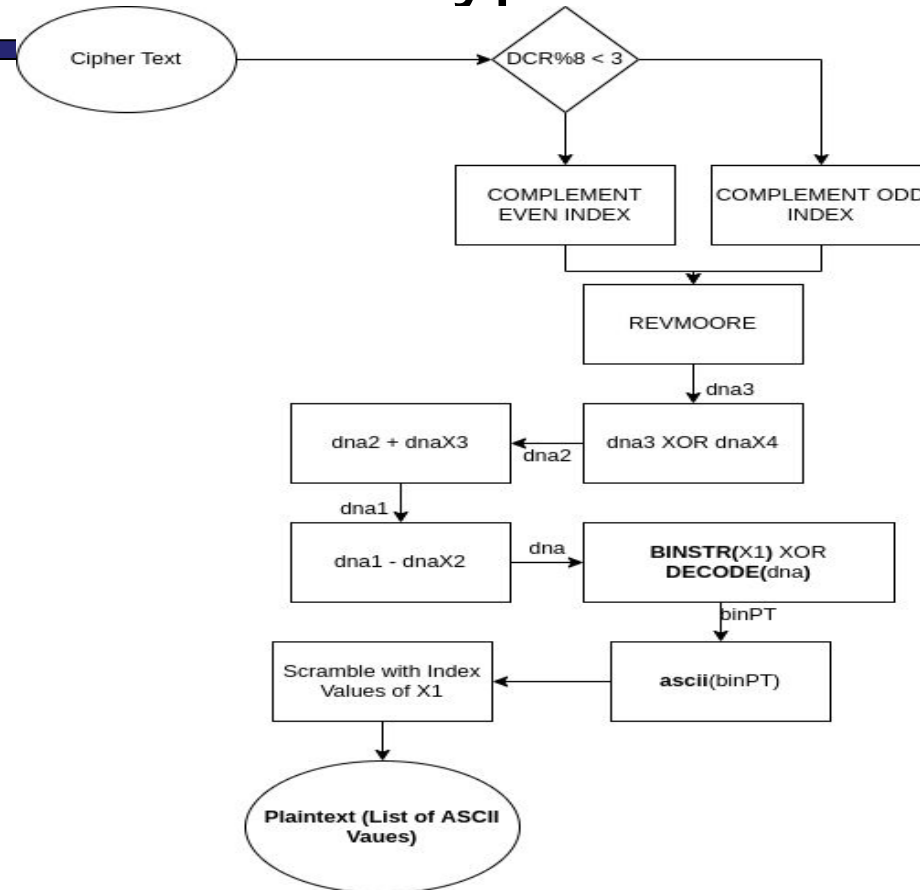 Cipher Text
DCR%8 < 3
COMPLEMENT
EVEN INDEX
COMPLEMENT ODD
INDEX
REVMOORE
dna3
dna3 XOR dnaX4
dna2
dna2 + dnaX3
dna1
dna1 - dnaX2
dna
BINSTR(X1) XOR
DECODE(dna)
binPT
ascii(binPT)
Scramble with Index
Values of X1
Plaintext (List of ASCII
Vaues)